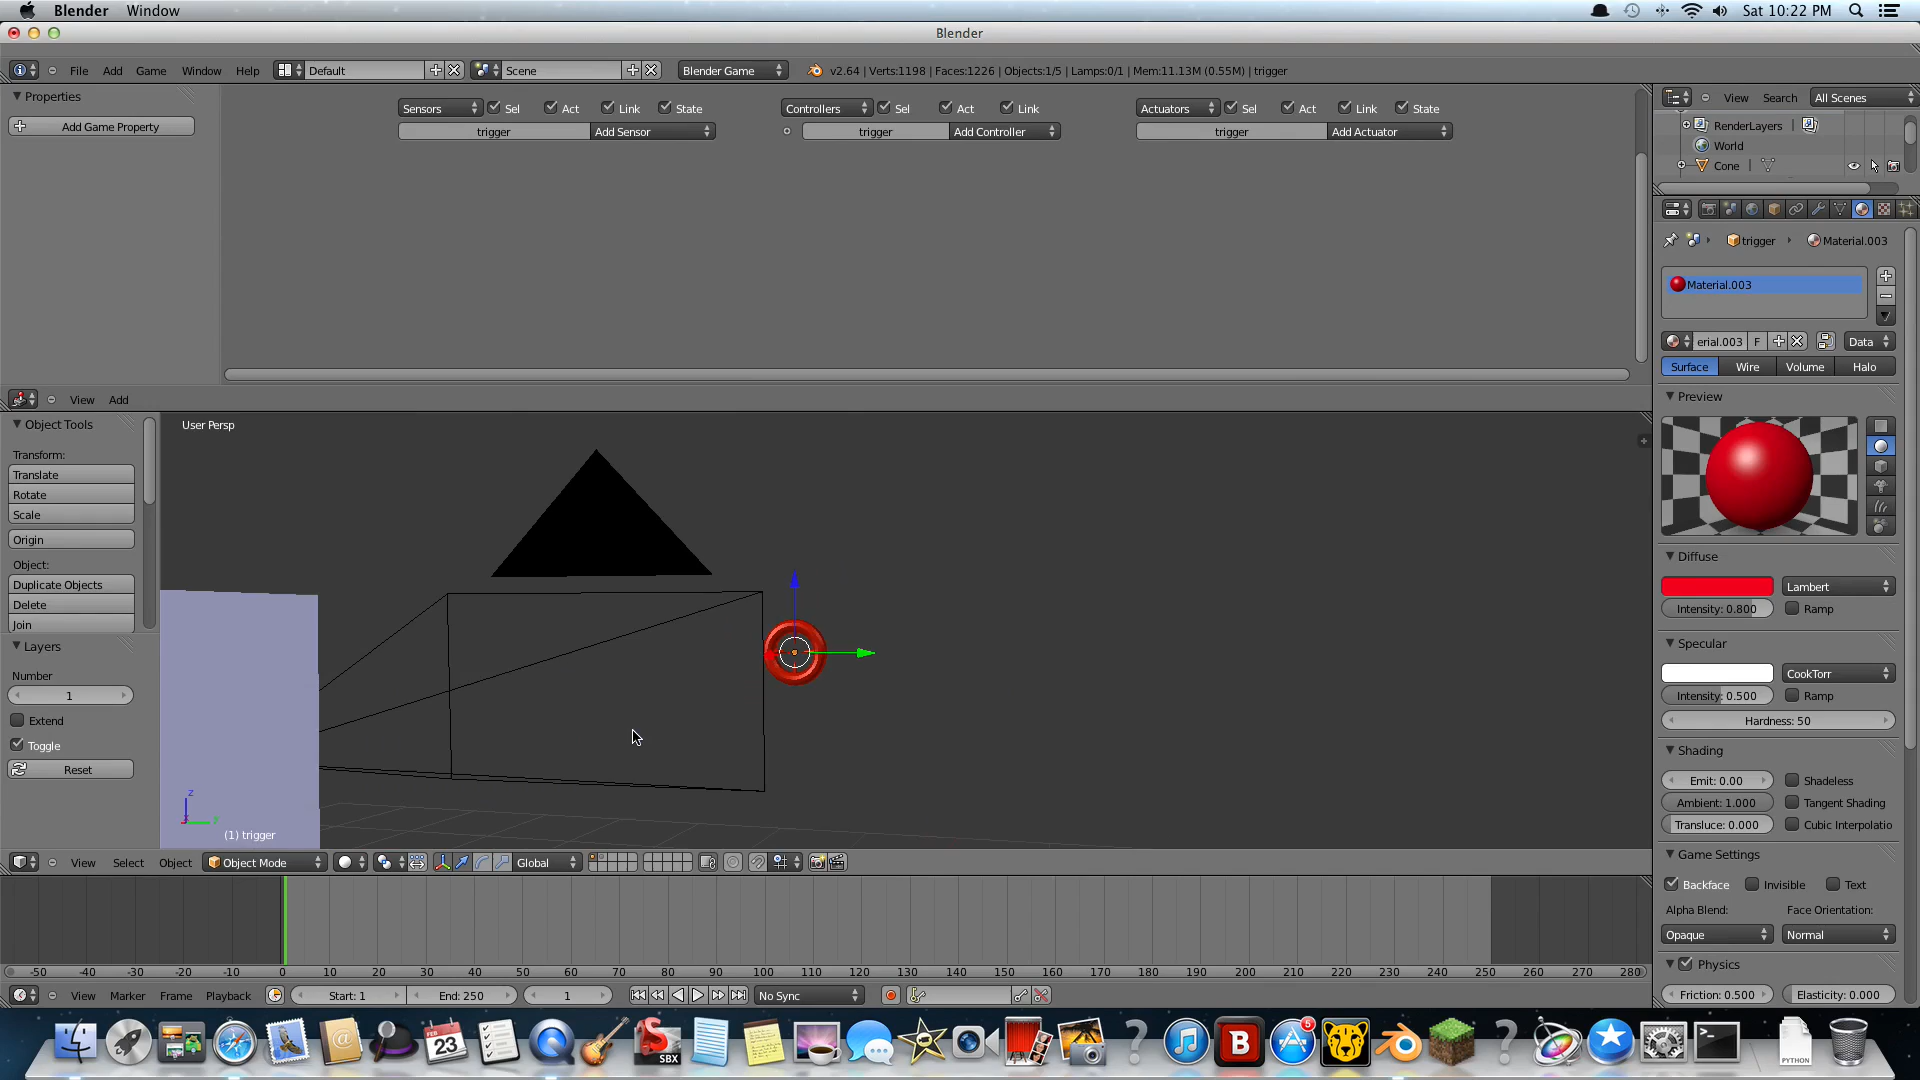 Blender Window Sat 10:22 PM
Blender
File Add Game Window Help Default Scene Blender Game v2.64 | Verts:1198 | Faces:1226 | Objects:1/5 | Lamps:0/1 | Mem:11.13M (0.55M) | trigger
Properties
Add Game Property
Sensors Sel Act Link State Controllers Sel Act Link Actuators Sel Act Link State
trigger Add Sensor trigger Add Controller trigger Add Actuator
View Search All Scenes
RenderLayers |
World
Cone |
trigger Material.003
Material.003
erial.003 F Data
Surface Wire Volume Halo
Preview
View Add
Object Tools
User Persp
Transform:
Translate
Rotate
Scale
Origin
Object:
Duplicate Objects
Delete
Join
Layers
Number
1
Extend
Toggle
Reset
z
y
(1) trigger
Diffuse
Lambert
Intensity: 0.800 Ramp
Specular
CookTorr
Intensity: 0.500 Ramp
Hardness: 50
Shading
Emit: 0.00 Shadeless
Ambient: 1.000 Tangent Shading
Transluce: 0.000 Cubic Interpolatio
Game Settings
Backface Invisible Text
Alpha Blend: Face Orientation:
Opaque Normal
Physics
Friction: 0.500 Elasticity: 0.000
View Select Object Object Mode Global
-50 -40 -30 -20 -10 0 10 20 30 40 50 60 70 80 90 100 110 120 130 140 150 160 170 180 190 200 210 220 230 240 250 260 270 280
View Marker Frame Playback Start: 1 End: 250 1 No Sync
FEB
23
S
SBX
?
B
5
?
PYTHON